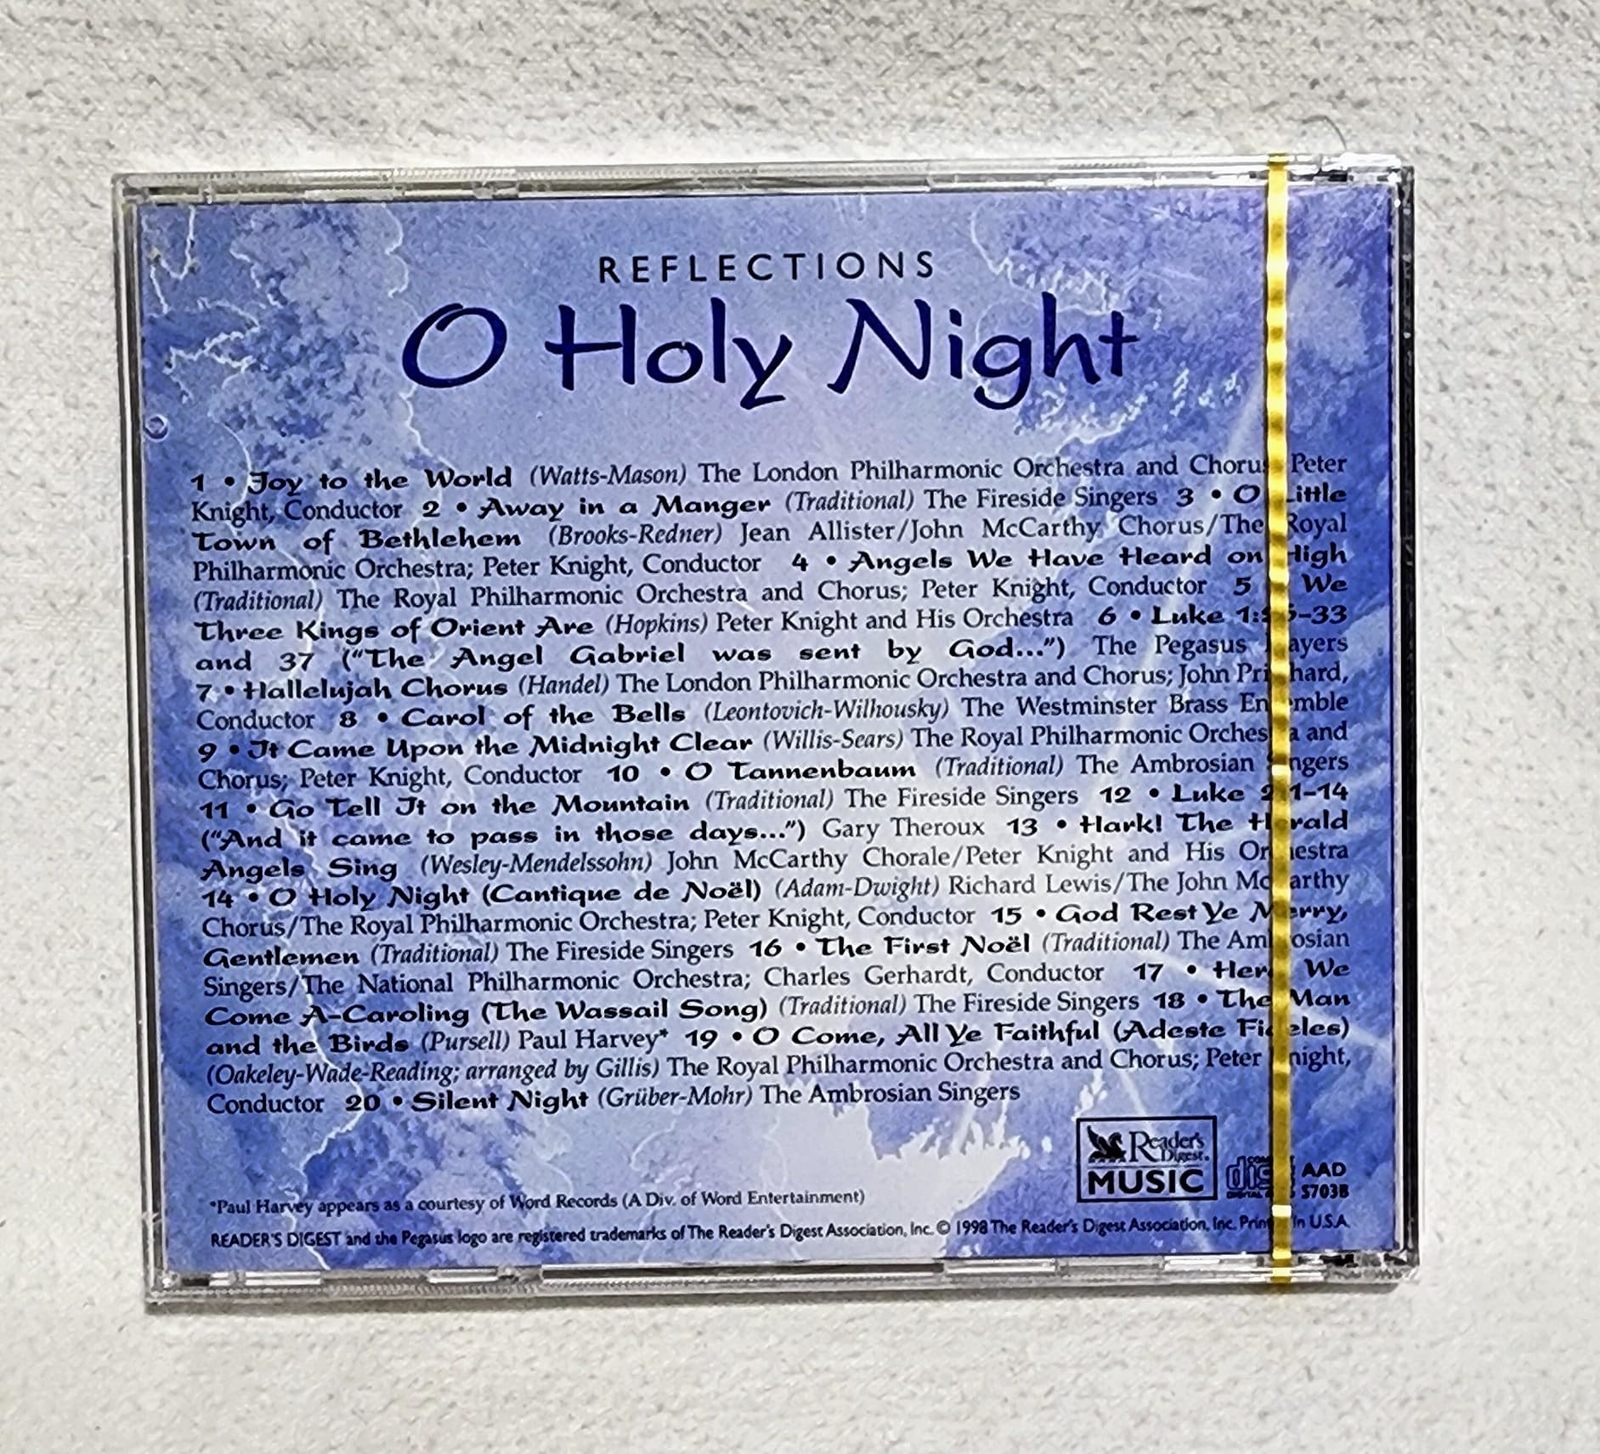 REFLECTIONS
O Holy Night
1 • Joy to the World (Watts-Mason) The London Philharmonic Orchestra and Chorus Peter
Knight, Conductor 2 • Away in a Manger (Traditional) The Fireside Singers 3 • O Little
Town of Bethlehem (Brooks-Redner) Jean Allister/John McCarthy Chorus/The Royal
Philharmonic Orchestra; Peter Knight, Conductor 4 • Angels We Have Heard on High
(Traditional) The Royal Philharmonic Orchestra and Chorus; Peter Knight, Conductor 5 We
Three Kings of Orient Are (Hopkins) Peter Knight and His Orchestra 6 • Luke 1:26-33
and 37 ("The Angel Gabriel was sent by God...") The Pegasus Players
7 • Hallelujah Chorus (Handel) The London Philharmonic Orchestra and Chorus; John Pritchard,
Conductor 8 • Carol of the Bells (Leontovich-Wilhousky) The Westminster Brass Ensemble
9 • It Came Upon the Midnight Clear (Willis-Sears) The Royal Philharmonic Orchestra and
Chorus; Peter Knight, Conductor 10 • O Tannenbaum (Traditional) The Ambrosian Singers
11 • Go Tell It on the Mountain (Traditional) The Fireside Singers 12 • Luke 2:1-14
("And it came to pass in those days...") Gary Theroux 13 • Hark! The Herald
Angels Sing (Wesley-Mendelssohn) John McCarthy Chorale/Peter Knight and His Orchestra
14 • O Holy Night (Cantique de Noël) (Adam-Dwight) Richard Lewis/The John McCarthy
Chorus/The Royal Philharmonic Orchestra; Peter Knight, Conductor 15 • God Rest Ye Merry,
Gentlemen (Traditional) The Fireside Singers 16 • The First Noël (Traditional) The Ambrosian
Singers/The National Philharmonic Orchestra; Charles Gerhardt, Conductor 17 • Here We
Come A-Caroling (The Wassail Song) (Traditional) The Fireside Singers 18 • The Man
and the Birds (Pursell) Paul Harvey* 19 • O Come, All Ye Faithful (Adeste Fideles)
(Oakeley-Wade-Reading; arranged by Gillis) The Royal Philharmonic Orchestra and Chorus; Peter Knight,
Conductor 20 • Silent Night (Grüber-Mohr) The Ambrosian Singers
Reader's
Digest.
MUSIC
AAD
S703B
*Paul Harvey appears as a courtesy of Word Records (A Div. of Word Entertainment)
READER'S DIGEST and the Pegasus logo are registered trademarks of The Reader's Digest Association, Inc. © 1998 The Reader's Digest Association, Inc. Printed In U.S.A.